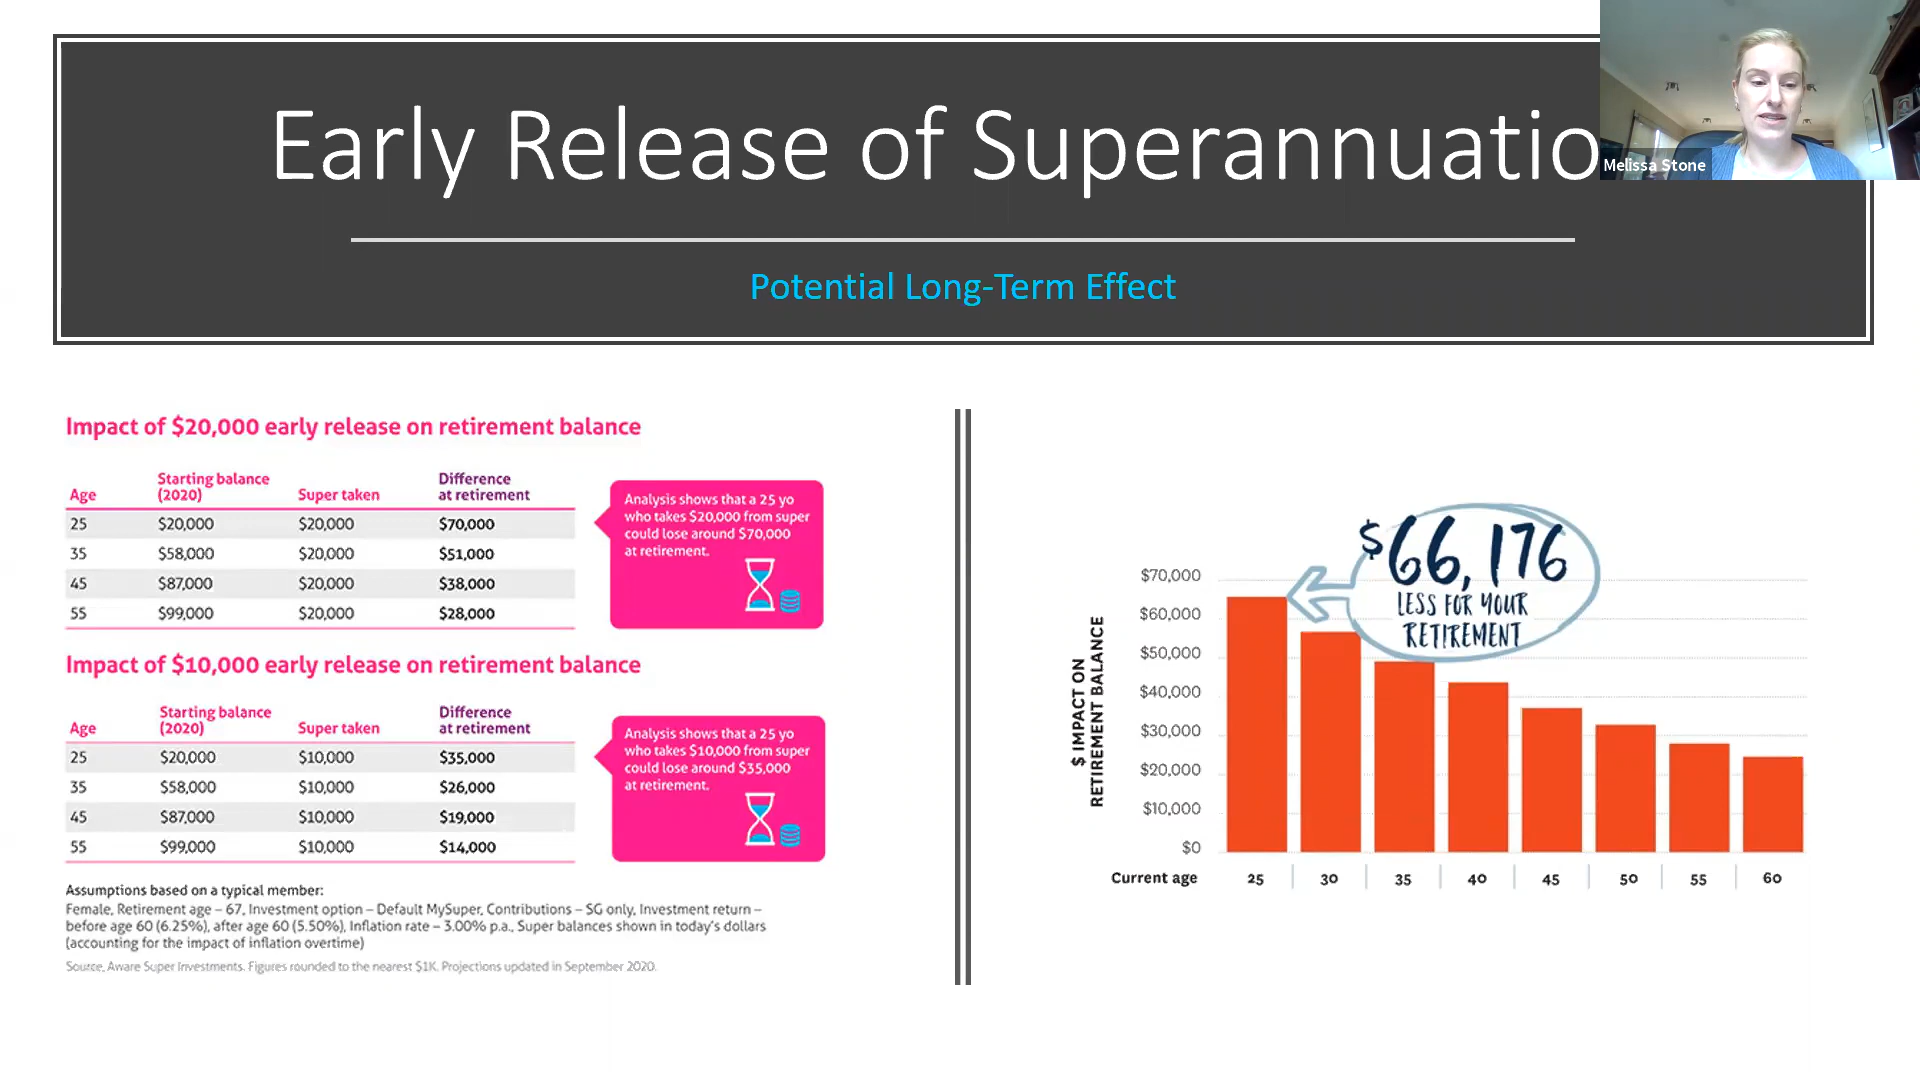 Early Release of Superannuatio
Melissa Stone
Potential Long-Term Effect
Impact of $20,000 early release on retirement balance
Age Starting balance (2020) Super taken Difference at retirement
25 $20,000 $20,000 $70,000
35 $58,000 $20,000 $51,000
45 $87,000 $20,000 $38,000
55 $99,000 $20,000 $28,000
Analysis shows that a 25 yo
who takes $20,000 from super
could lose around $70,000
at retirement.
Impact of $10,000 early release on retirement balance
Age Starting balance (2020) Super taken Difference at retirement
25 $20,000 $10,000 $35,000
35 $58,000 $10,000 $26,000
45 $87,000 $10,000 $19,000
55 $99,000 $10,000 $14,000
Analysis shows that a 25 yo
who takes $10,000 from super
could lose around $35,000
at retirement.
Assumptions based on a typical member:
Female, Retirement age – 67, Investment option – Default MySuper, Contributions – SG only, Investment return –
before age 60 (6.25%), after age 60 (5.50%), Inflation rate – 3.00% p.a., Super balances shown in today's dollars
(accounting for the impact of inflation overtime)
Source, Aware Super Investments. Figures rounded to the nearest $1K. Projections updated in September 2020.
$66,176
LESS FOR YOUR
RETIREMENT
$ IMPACT ON
RETIREMENT BALANCE
$70,000
$60,000
$50,000
$40,000
$30,000
$20,000
$10,000
$0
Current age 25 30 35 40 45 50 55 60